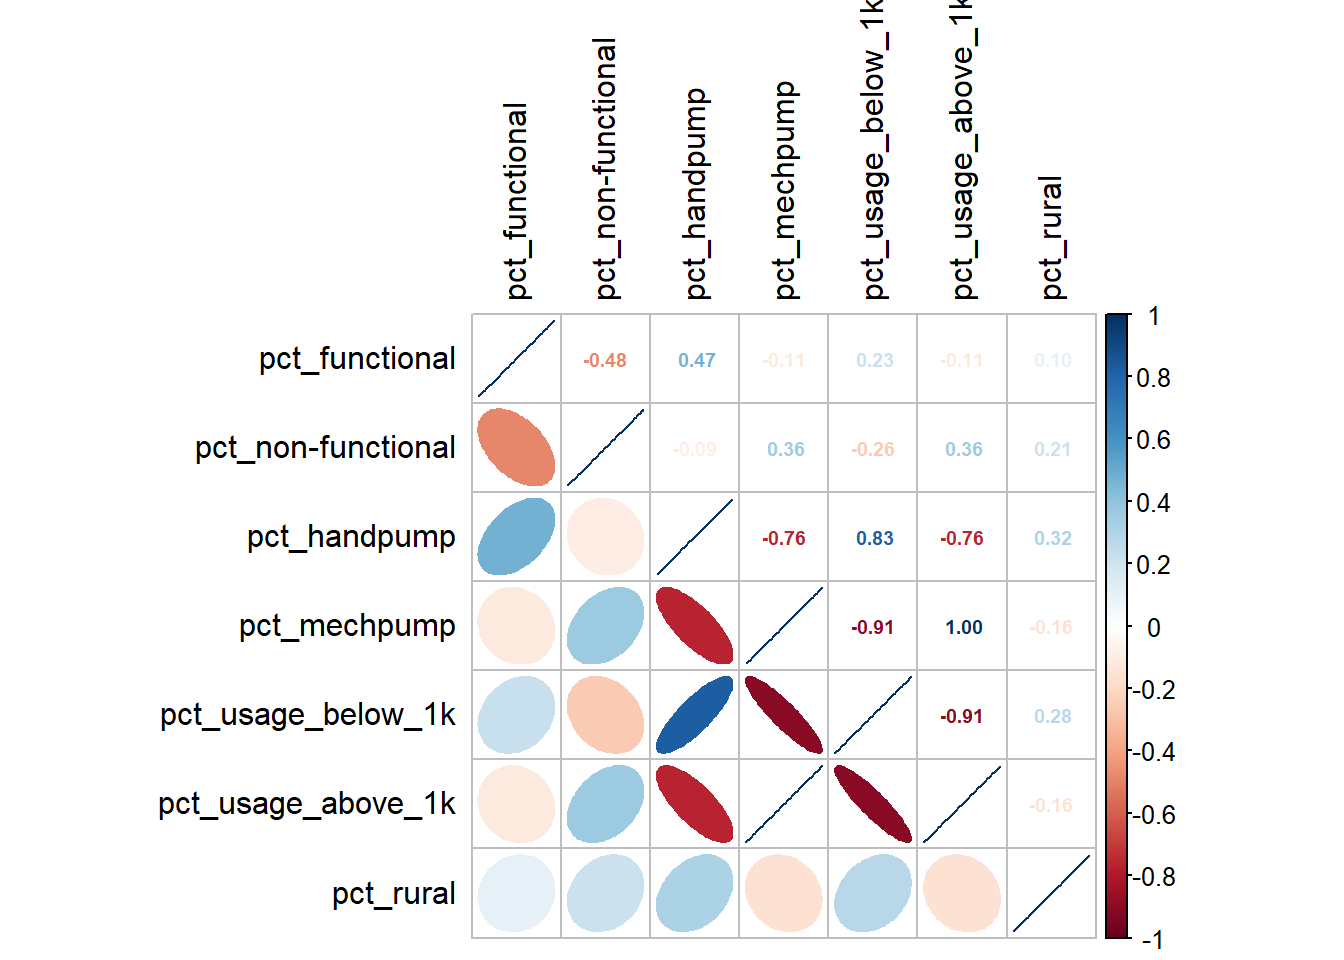 pct_functional
pct_non-functional
pct_handpump
pct_mechpump
pct_usage_below_1k
pct_usage_above_1k
pct_rural
pct_functional -0.48 0.47 -0.11 0.23 -0.11 0.10
pct_non-functional -0.09 0.36 -0.26 0.36 0.21
pct_handpump -0.76 0.83 -0.76 0.32
pct_mechpump -0.91 1.00 -0.16
pct_usage_below_1k -0.91 0.28
pct_usage_above_1k -0.16
pct_rural
1
0.8
0.6
0.4
0.2
0
-0.2
-0.4
-0.6
-0.8
-1